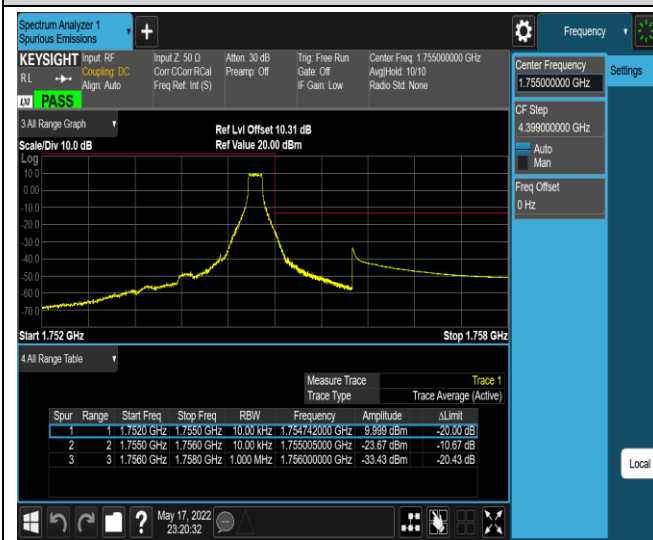 Spectrum Analyzer 1
Spurious Emissions
+
Frequency
KEYSIGHT Input: RF
RL Coupling: DC
Align: Auto
LXI PASS
Input Z: 50 Ω
Corr CCorr RCal
Freq Ref: Int (S)
Atten: 30 dB
Preamp: Off
Trig: Free Run
Gate: Off
IF Gain: Low
Center Freq: 1.755000000 GHz
Avg|Hold: 10/10
Radio Std: None
Center Frequency
1.755000000 GHz
Settings
CF Step
4.399000000 GHz
Auto
Man
Freq Offset
0 Hz
Local
3 All Range Graph
Scale/Div 10.0 dB
Ref Lvl Offset 10.31 dB
Ref Value 20.00 dBm
Log
10.0
0.00
-10.0
-20.0
-30.0
-40.0
-50.0
-60.0
-70.0
Start 1.752 GHz Stop 1.758 GHz
4 All Range Table
Measure Trace Trace 1
Trace Type Trace Average (Active)
Spur Range Start Freq Stop Freq RBW Frequency Amplitude ΔLimit
1 1 1.7520 GHz 1.7550 GHz 10.00 kHz 1.754742000 GHz 9.999 dBm -20.00 dB
2 2 1.7550 GHz 1.7560 GHz 10.00 kHz 1.755005000 GHz -23.67 dBm -10.67 dB
3 3 1.7560 GHz 1.7580 GHz 1.000 MHz 1.756000000 GHz -33.43 dBm -20.43 dB
?
May 17, 2022
23:20:32